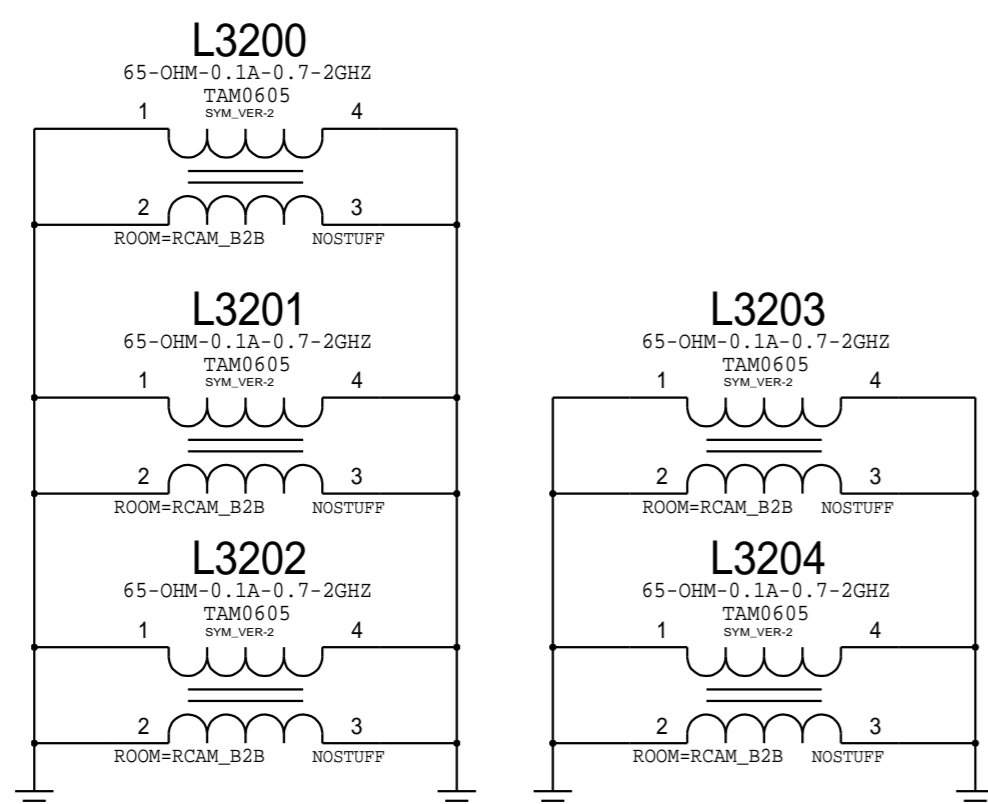 L3200
65-OHM-0.1A-0.7-2GHZ
TAM0605
SYM_VER-2
1 4
2 3
ROOM=RCAM_B2B NOSTUFF
L3201
65-OHM-0.1A-0.7-2GHZ
TAM0605
SYM_VER-2
1 4
2 3
ROOM=RCAM_B2B NOSTUFF
L3202
65-OHM-0.1A-0.7-2GHZ
TAM0605
SYM_VER-2
1 4
2 3
ROOM=RCAM_B2B NOSTUFF
L3203
65-OHM-0.1A-0.7-2GHZ
TAM0605
SYM_VER-2
1 4
2 3
ROOM=RCAM_B2B NOSTUFF
L3204
65-OHM-0.1A-0.7-2GHZ
TAM0605
SYM_VER-2
1 4
2 3
ROOM=RCAM_B2B NOSTUFF